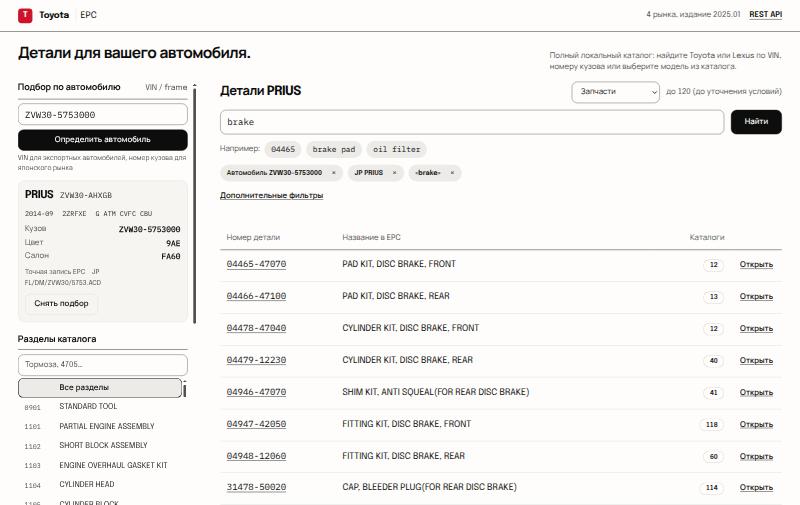 T Toyota EPC
4 рынка, издание 2025.01 REST API
Детали для вашего автомобиля.
Полный локальный каталог: найдите Toyota или Lexus по VIN,
номеру кузова или выберите модель из каталога.
Подбор по автомобилю VIN / frame
ZVW30-5753000
Определить автомобиль
VIN для экспортных автомобилей, номер кузова для
японского рынка
PRIUS ZVW30-AHXGB
2014-09 2ZRFXE G ATM CVFC CBU
Кузов ZVW30-5753000
Цвет 9AE
Салон FA60
Точная запись EPC JP
FL/DM/ZVW30/5753.ACD
Снять подбор
Разделы каталога
Тормоза, 4705…
Все разделы
0901 STANDARD TOOL
1101 PARTIAL ENGINE ASSEMBLY
1102 SHORT BLOCK ASSEMBLY
1103 ENGINE OVERHAUL GASKET KIT
1104 CYLINDER HEAD
1105 CYLINDER BLOCK
Детали PRIUS
Запчасти до 120 (до уточнения условий)
brake Найти
Например: 04465 brake pad oil filter
Автомобиль ZVW30-5753000 × JP PRIUS × «brake» ×
Дополнительные фильтры
Номер детали Название в EPC Каталоги
04465-47070 PAD KIT, DISC BRAKE, FRONT 12 Открыть
04466-47100 PAD KIT, DISC BRAKE, REAR 13 Открыть
04478-47040 CYLINDER KIT, DISC BRAKE, FRONT 12 Открыть
04479-12230 CYLINDER KIT, DISC BRAKE, REAR 40 Открыть
04946-47070 SHIM KIT, ANTI SQUEAL(FOR REAR DISC BRAKE) 41 Открыть
04947-42050 FITTING KIT, DISC BRAKE, FRONT 118 Открыть
04948-12060 FITTING KIT, DISC BRAKE, REAR 60 Открыть
31478-50020 CAP, BLEEDER PLUG(FOR REAR DISC BRAKE) 114 Открыть